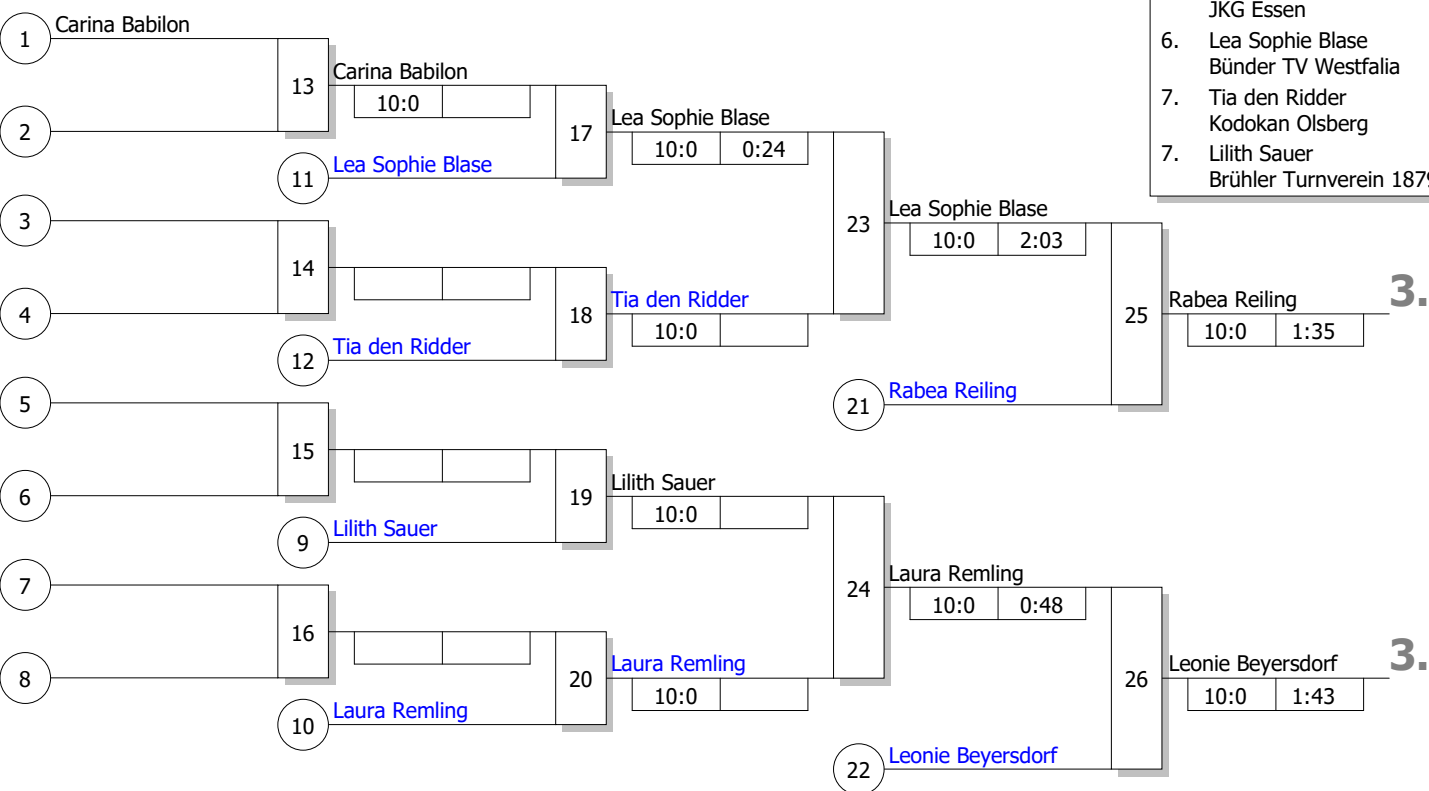 JKG Essen
6. Lea Sophie Blase
Bünder TV Westfalia
7. Tia den Ridder
Kodokan Olsberg
7. Lilith Sauer
Brühler Turnverein 1879
1 Carina Babilon
2
13 Carina Babilon
10:0
11 Lea Sophie Blase
17 Lea Sophie Blase
10:0 0:24
3
4
14
12 Tia den Ridder
18 Tia den Ridder
10:0
23 Lea Sophie Blase
10:0 2:03
21 Rabea Reiling
25 Rabea Reiling 3.
10:0 1:35
5
6
15
9 Lilith Sauer
19 Lilith Sauer
10:0
7
8
16
10 Laura Remling
20 Laura Remling
10:0
24 Laura Remling
10:0 0:48
22 Leonie Beyersdorf
26 Leonie Beyersdorf 3.
10:0 1:43